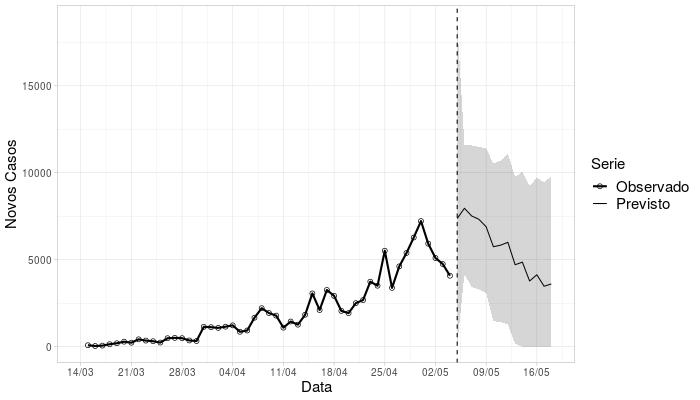 Novos Casos
15000
10000
5000
0
14/03 21/03 28/03 04/04 11/04 18/04 25/04 02/05 09/05 16/05
Data
Serie
Observado
Previsto